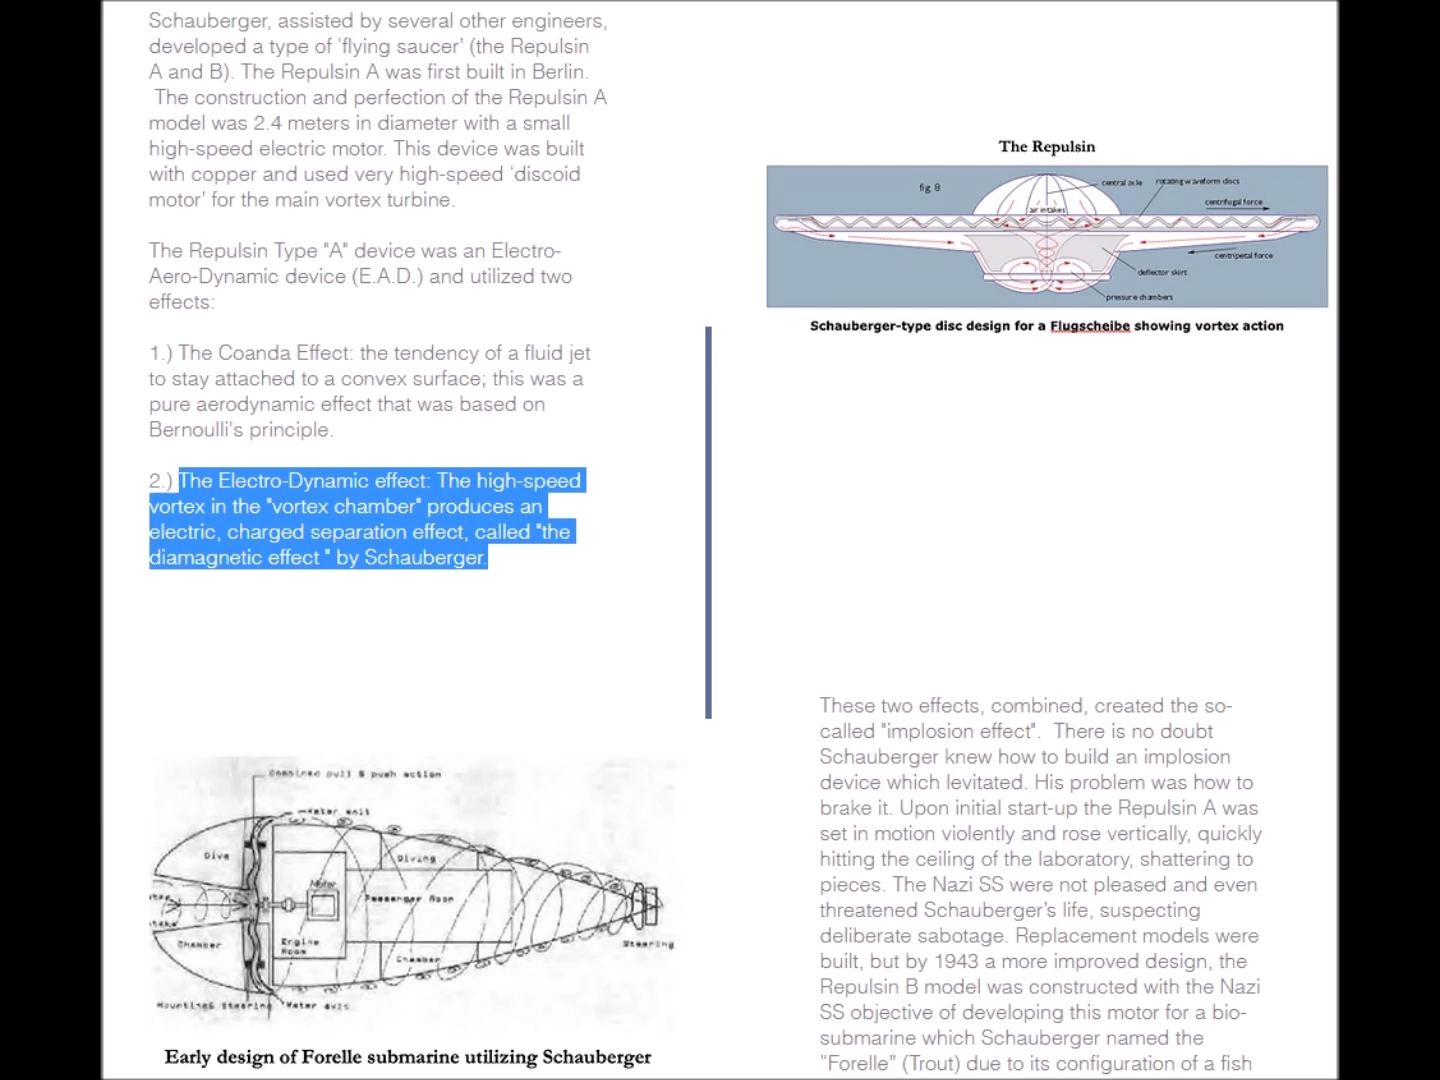 Schauberger, assisted by several other engineers,
developed a type of ‘flying saucer’ (the Repulsin
A and B). The Repulsin A was first built in Berlin.
The construction and perfection of the Repulsin A
model was 2.4 meters in diameter with a small
high-speed electric motor. This device was built
with copper and used very high-speed ‘discoid
motor’ for the main vortex turbine.
The Repulsin Type "A" device was an Electro-
Aero-Dynamic device (E.A.D.) and utilized two
effects:
1.) The Coanda Effect: the tendency of a fluid jet
to stay attached to a convex surface; this was a
pure aerodynamic effect that was based on
Bernoulli's principle.
2.) The Electro-Dynamic effect: The high-speed
vortex in the "vortex chamber" produces an
electric, charged separation effect, called "the
diamagnetic effect " by Schauberger.
Combined pull & push action
Water exit
Dive
Diving
Motor
Passenger Room
Chamber
Engine
Room
Chamber
Steering
Mounting& Steering
Water axis
Early design of Forelle submarine utilizing Schauberger
The Repulsin
fig 8
central axle
rotating waveform discs
air intakes
centrifugal force
centripetal force
deflector skirt
pressure chambers
Schauberger-type disc design for a Flugscheibe showing vortex action
These two effects, combined, created the so-
called "implosion effect".  There is no doubt
Schauberger knew how to build an implosion
device which levitated. His problem was how to
brake it. Upon initial start-up the Repulsin A was
set in motion violently and rose vertically, quickly
hitting the ceiling of the laboratory, shattering to
pieces. The Nazi SS were not pleased and even
threatened Schauberger’s life, suspecting
deliberate sabotage. Replacement models were
built, but by 1943 a more improved design, the
Repulsin B model was constructed with the Nazi
SS objective of developing this motor for a bio-
submarine which Schauberger named the
“Forelle” (Trout) due to its configuration of a fish